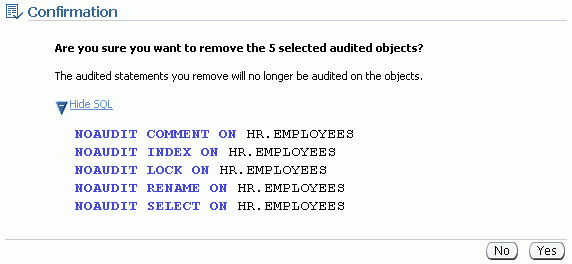 Confirmation
Are you sure you want to remove the 5 selected audited objects?
The audited statements you remove will no longer be audited on the objects.
Hide SQL
NOAUDIT COMMENT ON HR.EMPLOYEES
NOAUDIT INDEX ON HR.EMPLOYEES
NOAUDIT LOCK ON HR.EMPLOYEES
NOAUDIT RENAME ON HR.EMPLOYEES
NOAUDIT SELECT ON HR.EMPLOYEES
No Yes